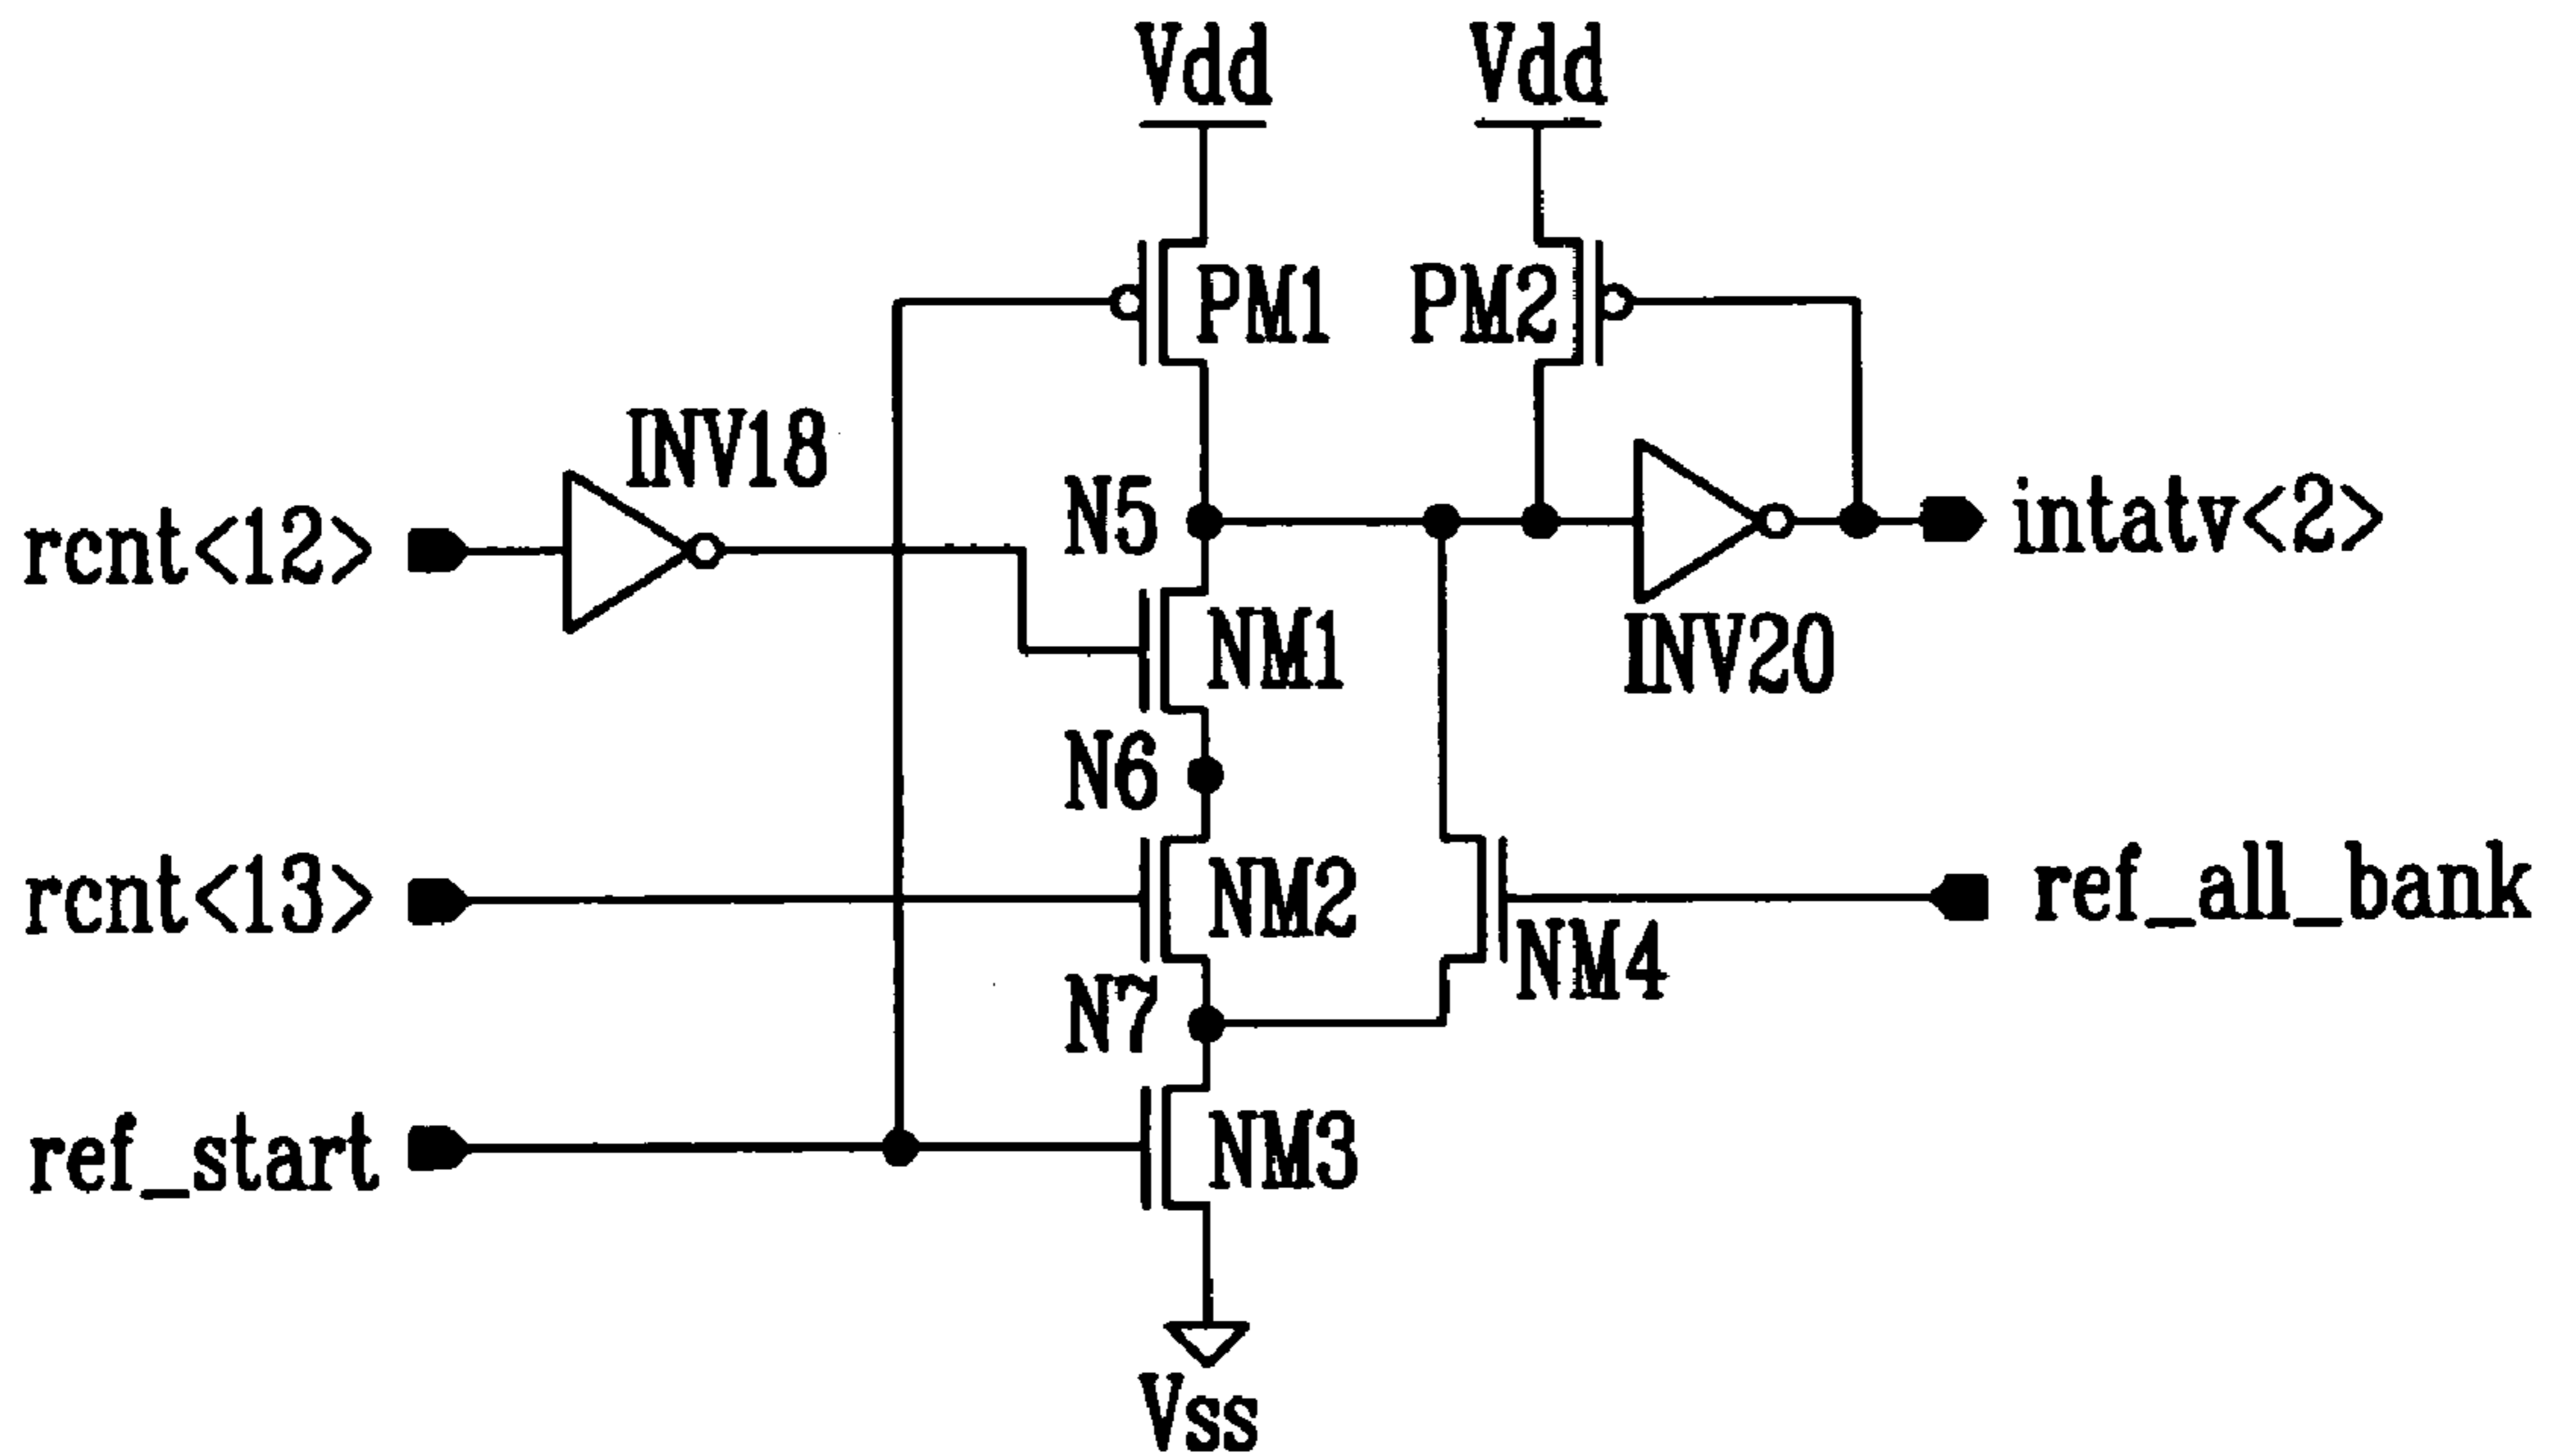 Vdd Vdd
PM1 PM2
INV18
rcnt<12> N5 intatv<2>
NM1 INV20
N6
rcnt<13> NM2 ref_all_bank
N7 NM4
ref_start NM3
Vss